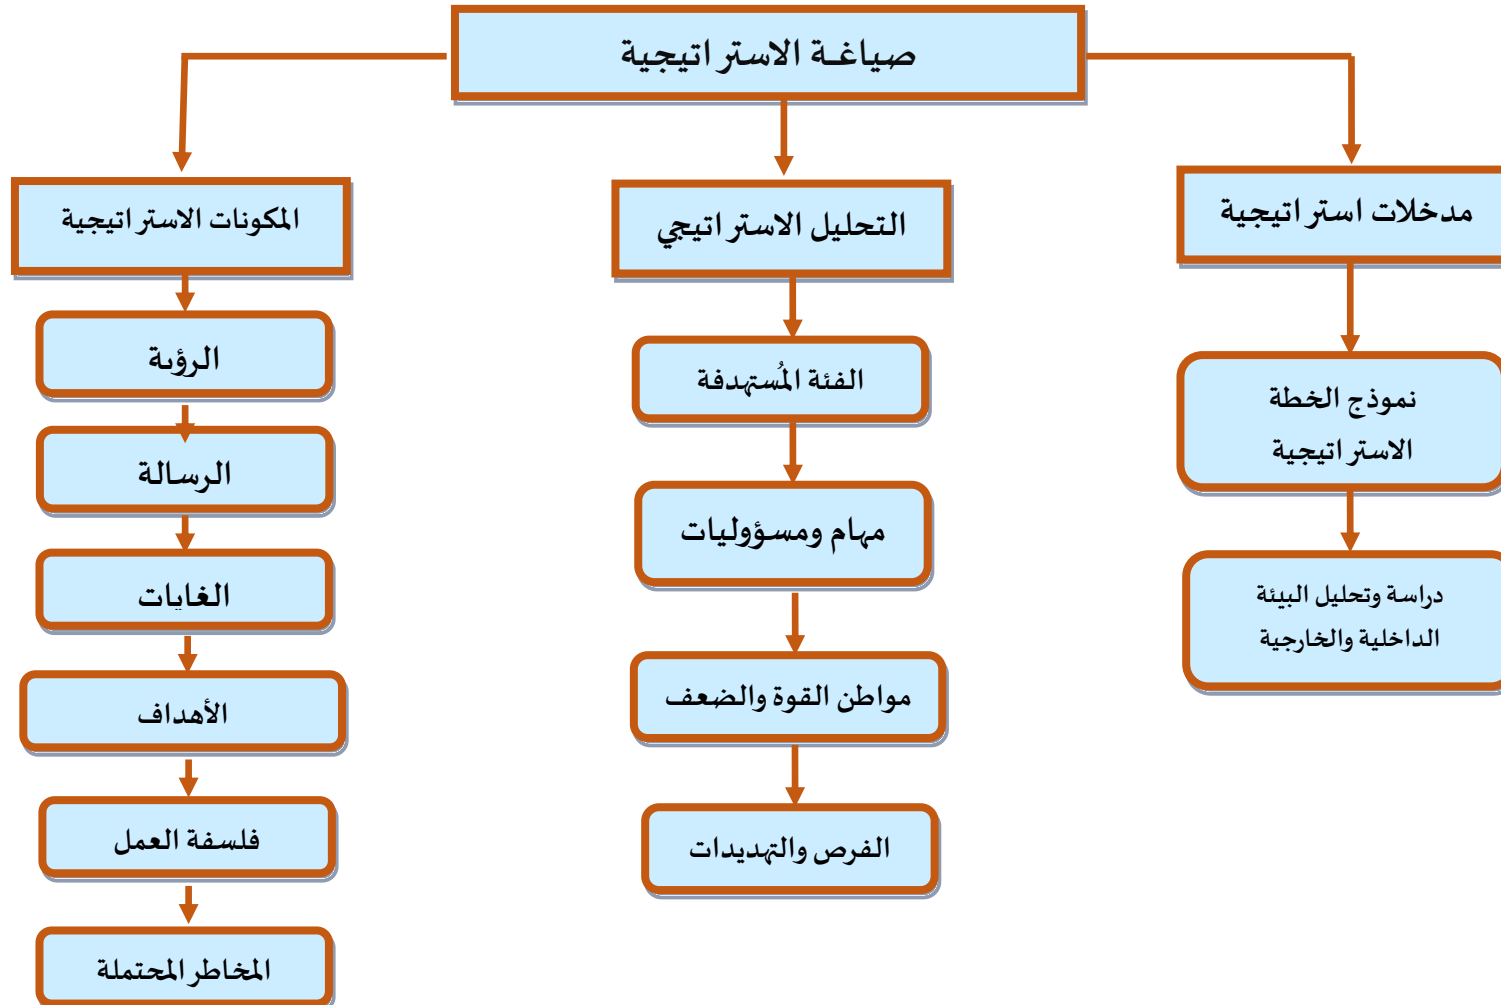 صياغة الاستراتيجية
مدخلات استراتيجية
نموذج الخطة
الاستراتيجية
دراسة وتحليل البيئة
الداخلية والخارجية
التحليل الاستراتيجي
الفئة المُستهدفة
مهام ومسؤوليات
مواطن القوة والضعف
الفرص والتهديدات
المكونات الاستراتيجية
الرؤية
الرسالة
الغايات
الأهداف
فلسفة العمل
المخاطر المحتملة